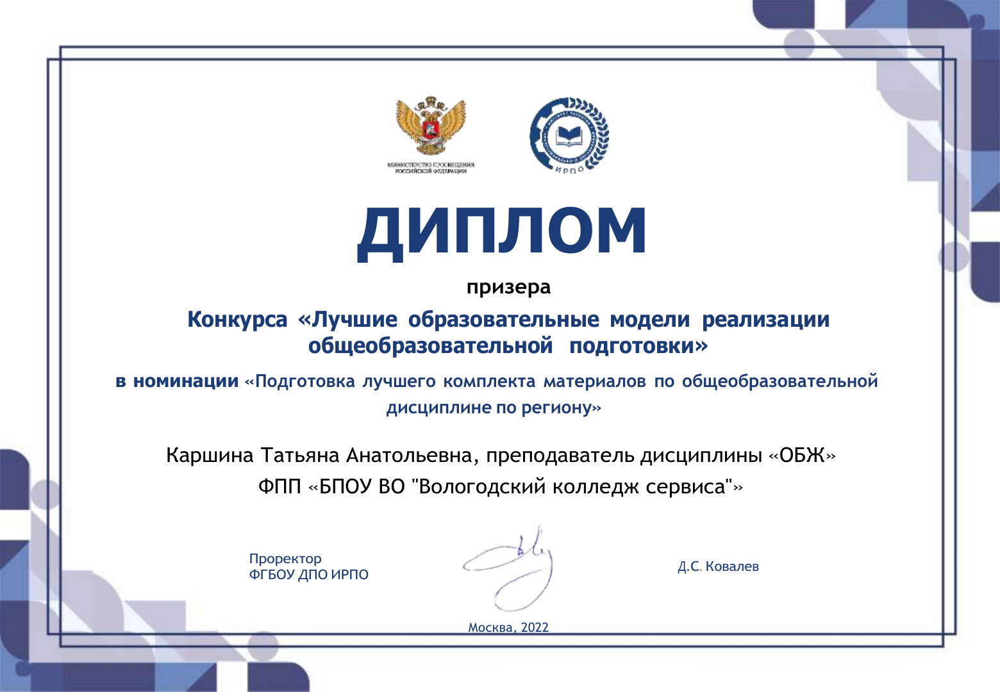 МИНИСТЕРСТВО ПРОСВЕЩЕНИЯ
РОССИЙСКОЙ ФЕДЕРАЦИИ
ИРПО
ДИПЛОМ
призера
Конкурса «Лучшие образовательные модели реализации
общеобразовательной подготовки»
в номинации «Подготовка лучшего комплекта материалов по общеобразовательной
дисциплине по региону»
Каршина Татьяна Анатольевна, преподаватель дисциплины «ОБЖ»
ФПП «БПОУ ВО "Вологодский колледж сервиса"»
Проректор
ФГБОУ ДПО ИРПО
Д.С. Ковалев
Москва, 2022